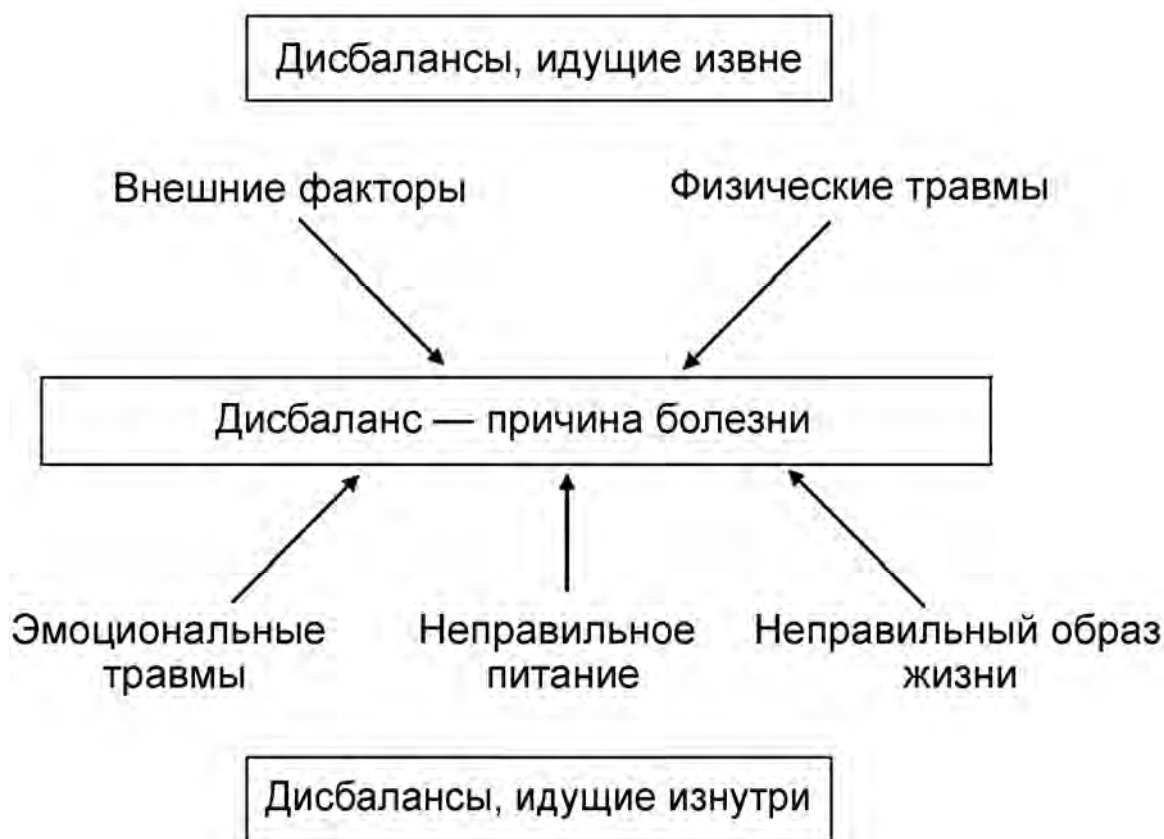 Дисбалансы, идущие извне
Внешние факторы
Физические травмы
Дисбаланс — причина болезни
Эмоциональные
травмы
Неправильное
питание
Неправильный образ
жизни
Дисбалансы, идущие изнутри